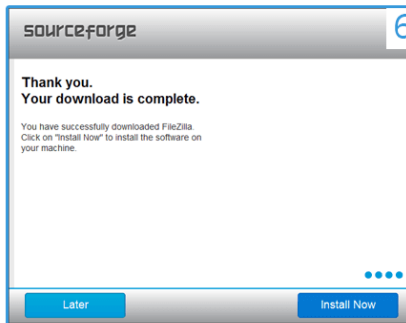 sourceforge
6
Thank you.
Your download is complete.
You have successfully downloaded FileZilla.
Click on "Install Now" to install the software on
your machine.
Later
Install Now